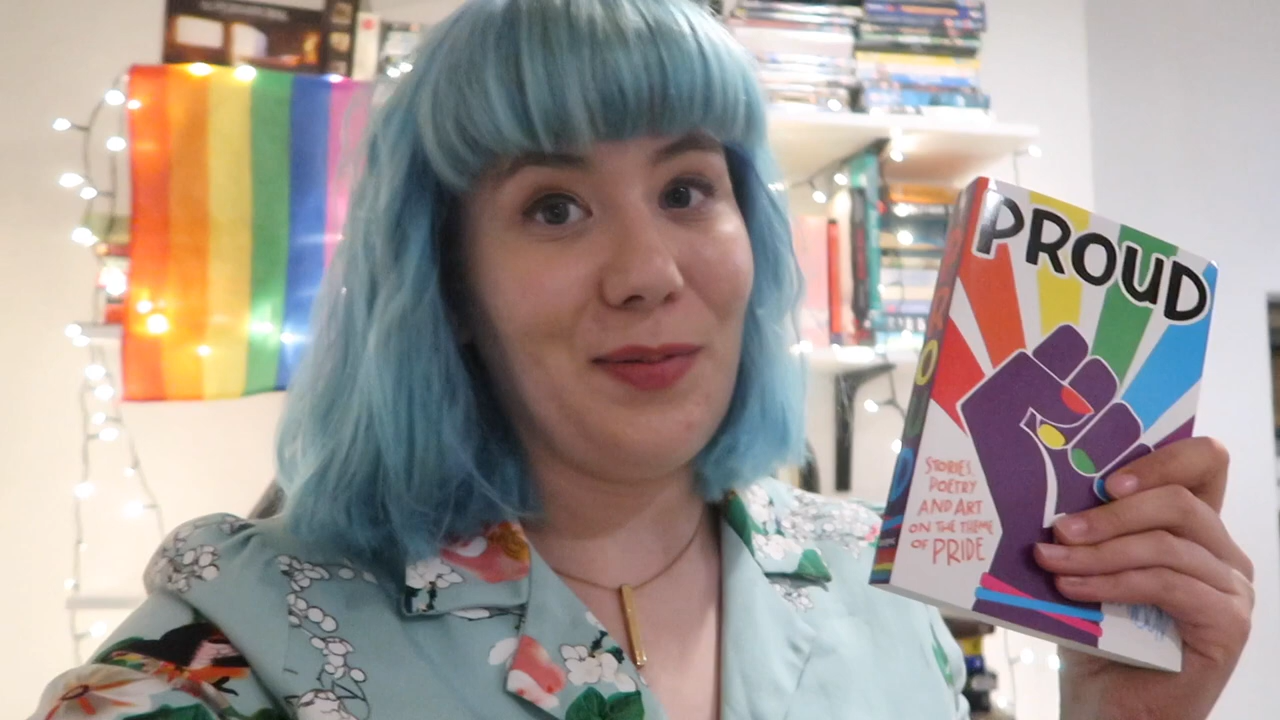 PROUD
STORIES,
POETRY
AND ART
ON THE THEME
OF PRIDE